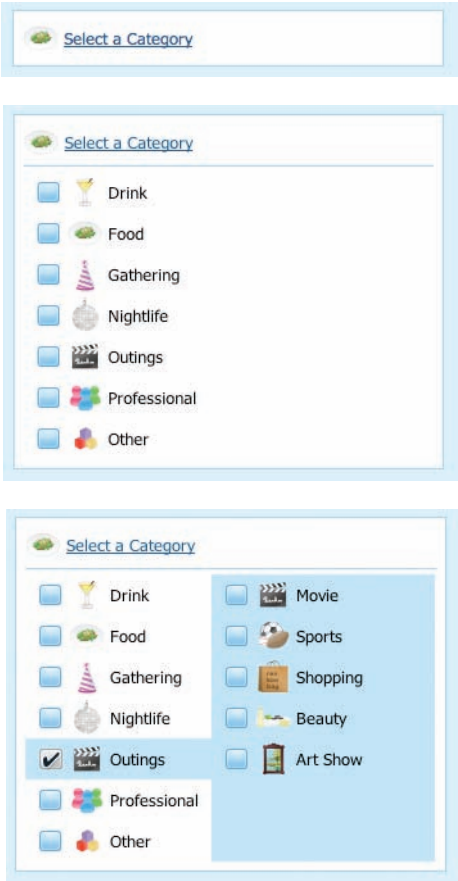 Select a Category
Select a Category
Drink
Food
Gathering
Nightlife
Outings
Professional
Other
Select a Category
Drink
Food
Gathering
Nightlife
Outings
Professional
Other
Movie
Sports
Shopping
Beauty
Art Show